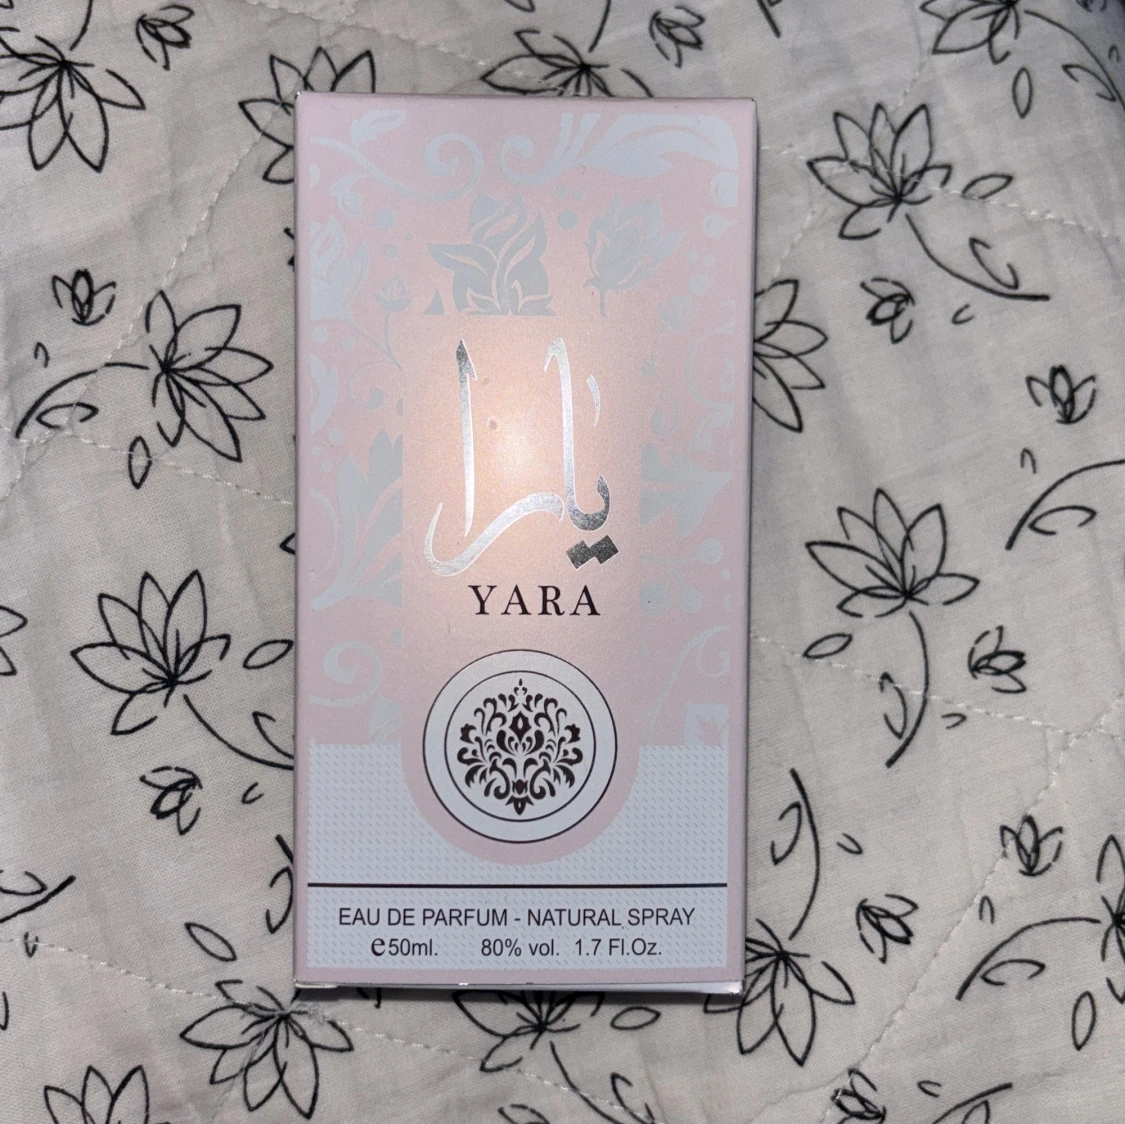 يارا
YARA
EAU DE PARFUM - NATURAL SPRAY
℮50ml. 80% vol. 1.7 Fl.Oz.